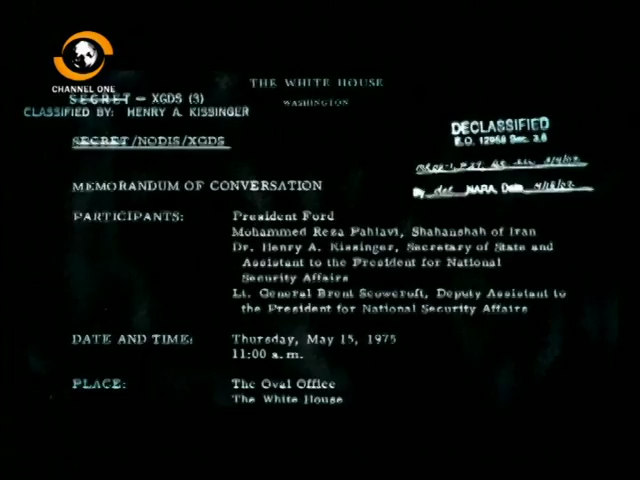 CHANNEL ONE
THE WHITE HOUSE
WASHINGTON
SECRET - XGDS (3)
CLASSIFIED BY: HENRY A. KISSINGER
SECRET/NODIS/XGDS
DECLASSIFIED
E.O. 12958 Sec. 3.6
By NARA, Date
MEMORANDUM OF CONVERSATION
PARTICIPANTS: President Ford
Mohammed Reza Pahlavi, Shahanshah of Iran
Dr. Henry A. Kissinger, Secretary of State and
Assistant to the President for National
Security Affairs
Lt. General Brent Scowcroft, Deputy Assistant to
the President for National Security Affairs
DATE AND TIME: Thursday, May 15, 1975
11:00 a.m.
PLACE: The Oval Office
The White House